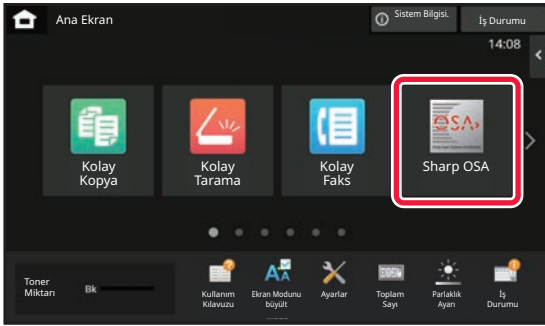 Ana Ekran
Sistem Bilgisi.
İş Durumu
14:08
OSA
Kolay
Kopya
Kolay
Tarama
Kolay
Faks
Sharp OSA
Toner
Miktarı
Bk
Kullanım
Kılavuzu
Ekran Modunu
büyült
Ayarlar
Toplam
Sayı
Parlaklık
Ayarı
İş
Durumu